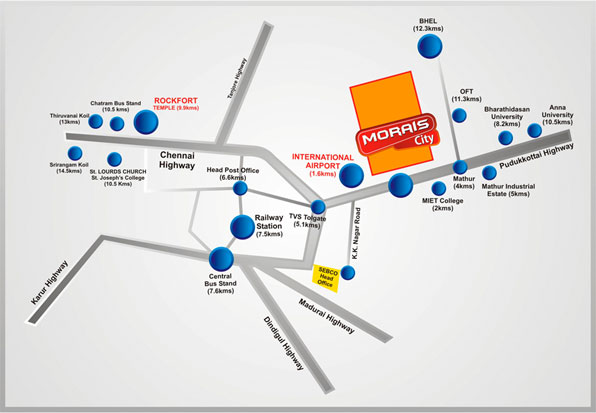 BHEL
(12.3kms)
Tanjore Highway
OFT
(11.3kms)
ROCKFORT
TEMPLE (9.9kms)
Chatram Bus Stand
(10.5 kms)
Thiruvanai Koil
(13kms)
Bharathidasan
University
(8.2kms)
Anna
University
(10.5kms)
MORAIS
City
Chennai
Highway
Srirangam Koil
(14.5kms)
St. LOURDS CHURCH
St. Joseph's College
(10.5 Kms)
INTERNATIONAL
AIRPORT
(1.6kms)
Pudukkottai Highway
Head Post Office
(6.6kms)
Mathur
(4kms)
Mathur Industrial
Estate (5kms)
MIET College
(2kms)
TVS Tolgate
(5.1kms)
Railway
Station
(7.5kms)
K.K. Nagar Road
Central
Bus Stand
(7.6kms)
SEBCO
Head
Office
Karur Highway
Madurai Highway
Dindigul Highway